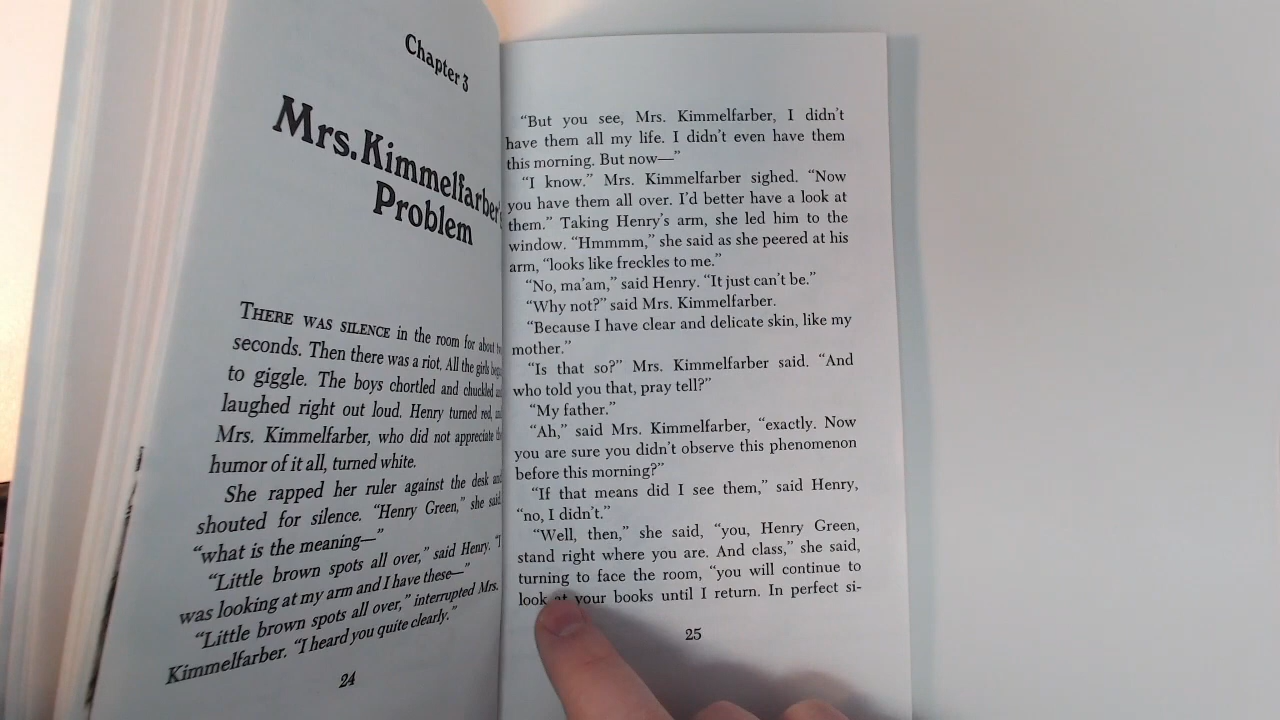 Chapter 3
Mrs. Kimmelfarber's
Problem
THERE WAS SILENCE in the room for about
seconds. Then there was a riot. All the girls
to giggle. The boys chortled and chuckled
laughed right out loud. Henry turned red,
Mrs. Kimmelfarber, who did not appreciate
humor of it all, turned white.
She rapped her ruler against the desk
shouted for silence. “Henry Green,” she said
“what is the meaning—”
“Little brown spots all over,” said Henry. “I
was looking at my arm and I have these—”
“Little brown spots all over,” interrupted Mrs.
Kimmelfarber. “I heard you quite clearly.”
24
“But you see, Mrs. Kimmelfarber, I didn’t
have them all my life. I didn’t even have them
this morning. But now—”
“I know.” Mrs. Kimmelfarber sighed. “Now
you have them all over. I’d better have a look at
them.” Taking Henry’s arm, she led him to the
window. “Hmmmm,” she said as she peered at his
arm, “looks like freckles to me.”
“No, ma’am,” said Henry. “It just can’t be.”
“Why not?” said Mrs. Kimmelfarber.
“Because I have clear and delicate skin, like my
mother.”
“Is that so?” Mrs. Kimmelfarber said. “And
who told you that, pray tell?”
“My father.”
“Ah,” said Mrs. Kimmelfarber, “exactly. Now
you are sure you didn’t observe this phenomenon
before this morning?”
“If that means did I see them,” said Henry,
“no, I didn’t.”
“Well, then,” she said, “you, Henry Green,
stand right where you are. And class,” she said,
turning to face the room, “you will continue to
look at your books until I return. In perfect si-
25